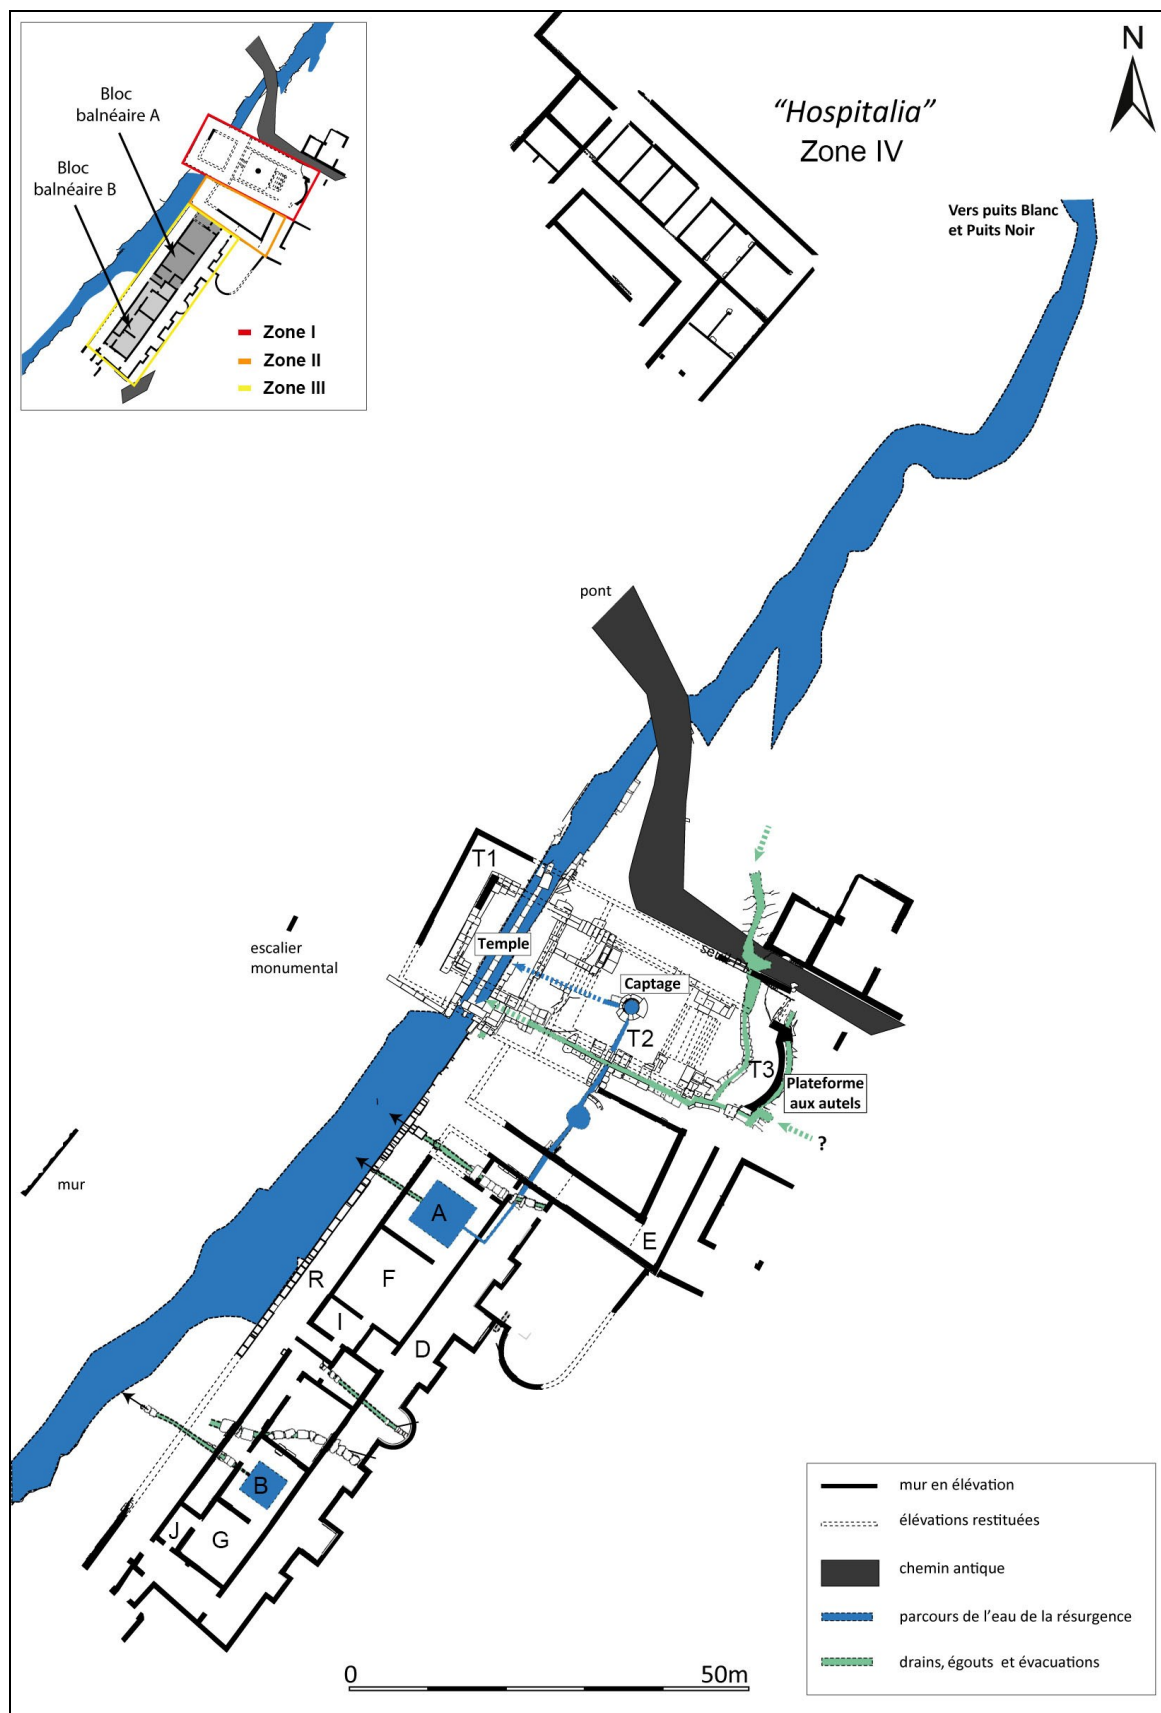 Bloc
balnéaire A
Bloc
balnéaire B
Zone I
Zone II
Zone III
“Hospitalia”
Zone IV
N
Vers puits Blanc
et Puits Noir
pont
T1
Temple
escalier
monumental
seuil
Captage
T2
T3
Plateforme
aux autels
?
mur
A
E
F
R
I
D
B
J
G
mur en élévation
élévations restituées
chemin antique
parcours de l’eau de la résurgence
drains, égouts et évacuations
0
50m